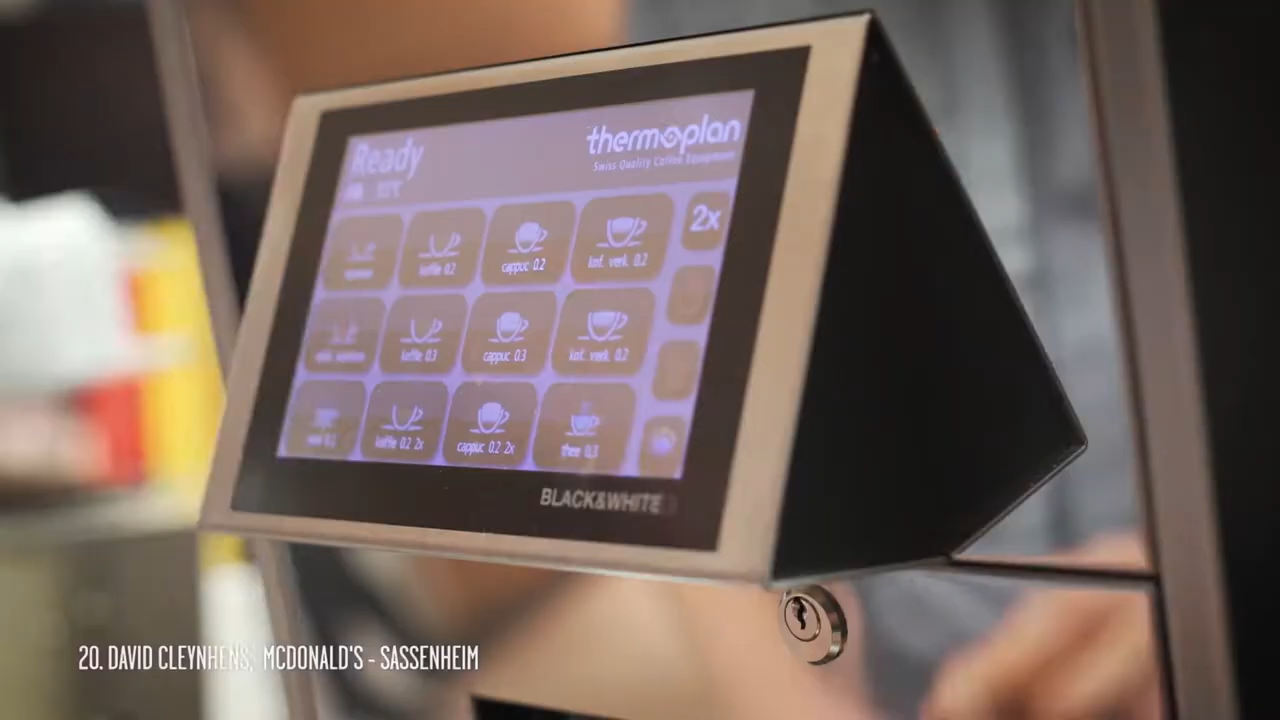 Ready
thermoplan
Swiss Quality Coffee Equipment
2x
koffie 0.2
cappuc 0.2
kof. verk. 0.2
koffie 0.3
cappuc 0.3
kof. verk. 0.2
koffie 0.2 2x
cappuc 0.2 2x
thee 0.3
BLACK&WHITE
20. DAVID CLEYNHENS, MCDONALD'S - SASSENHEIM